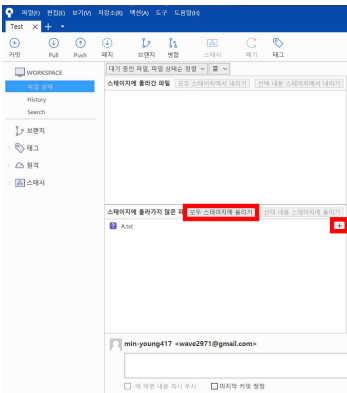 파일(F) 편집(E) 보기(V) 저장소(R) 액션(A) 도구 도움말(H)
Test
커밋 Pull Push 패치 브랜치 병합 스태시 폐기 태그
WORKSPACE
파일 상태
History
Search
브랜치
태그
원격
스태시
대기 중인 파일, 파일 상태순 정렬
스테이지에 올라간 파일 모두 스테이지에서 내리기 선택 내용 스테이지에서 내리기
스테이지에 올라가지 않은 파 모두 스테이지에 올리기 선택 내용 스테이지에 올리기
A.txt
min-young417 <wave2971@gmail.com>
에 바뀐 내용 즉시 푸시 마지막 커밋 정정